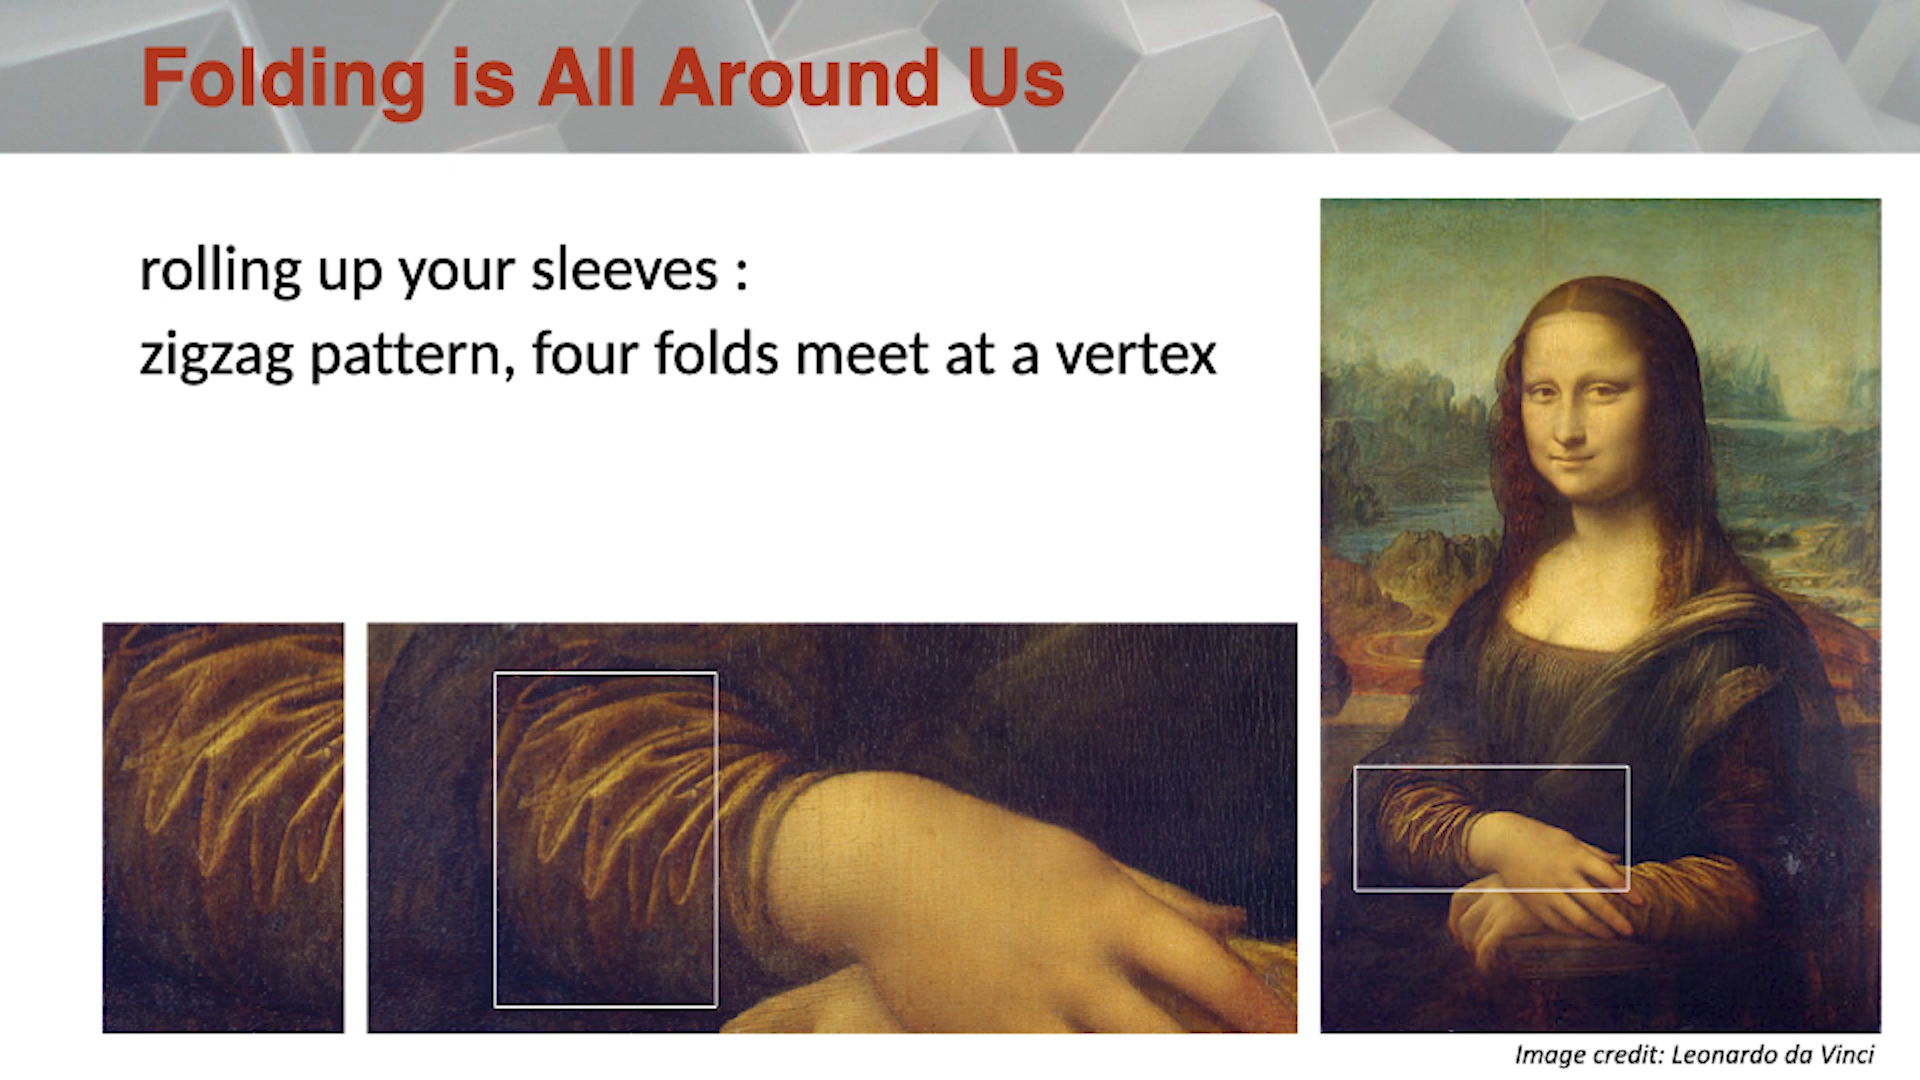 Folding is All Around Us
rolling up your sleeves :
zigzag pattern, four folds meet at a vertex
Image credit: Leonardo da Vinci